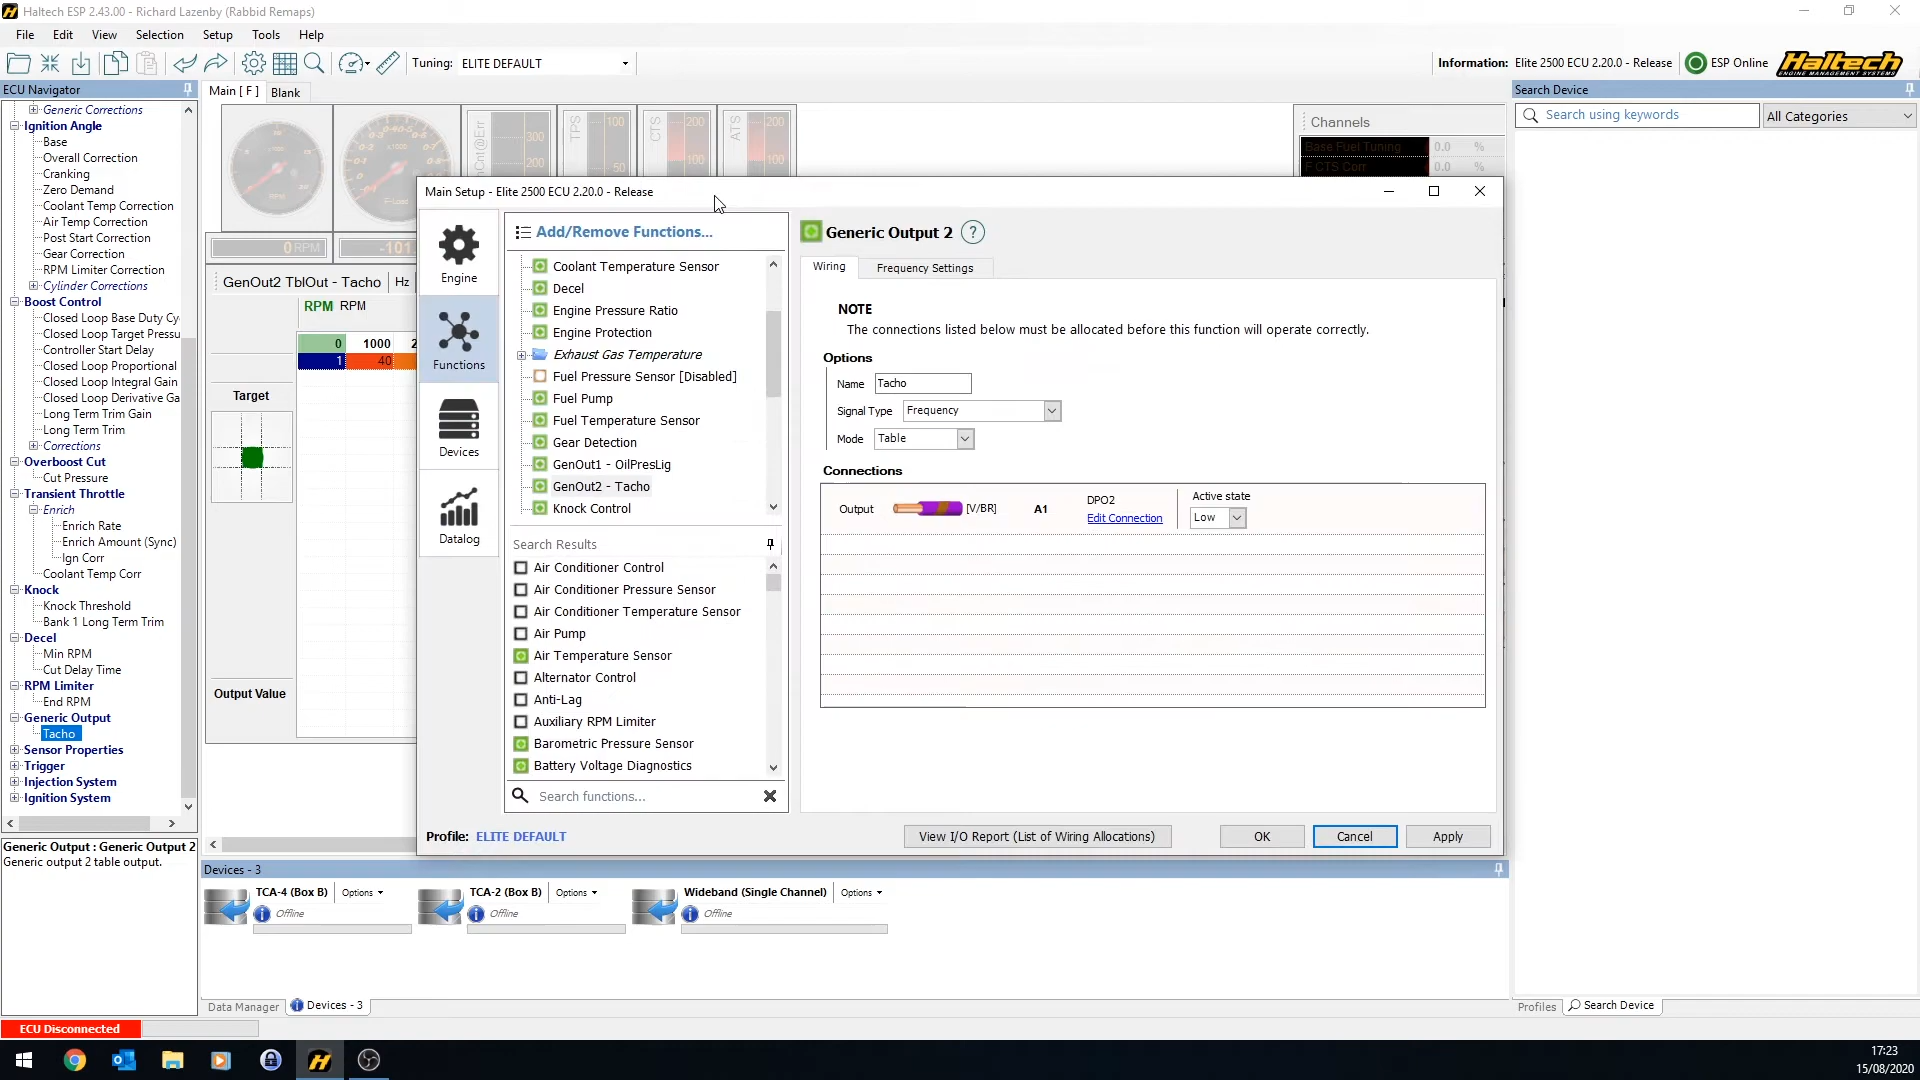 Haltech ESP 2.43.00 - Richard Lazenby (Rabbid Remaps)
File Edit View Selection Setup Tools Help
Tuning: ELITE DEFAULT
Information: Elite 2500 ECU 2.20.0 - Release ESP Online Haltech
ENGINE MANAGEMENT SYSTEMS
ECU Navigator
Generic Corrections
Ignition Angle
Base
Overall Correction
Cranking
Zero Demand
Coolant Temp Correction
Air Temp Correction
Post Start Correction
Gear Correction
RPM Limiter Correction
Cylinder Corrections
Boost Control
Closed Loop Base Duty Cy
Closed Loop Target Pressu
Controller Start Delay
Closed Loop Proportional
Closed Loop Integral Gain
Closed Loop Derivative Ga
Long Term Trim Gain
Long Term Trim
Corrections
Overboost Cut
Cut Pressure
Transient Throttle
Enrich
Enrich Rate
Enrich Amount (Sync)
Ign Corr
Coolant Temp Corr
Knock
Knock Threshold
Bank 1 Long Term Trim
Decel
Min RPM
Cut Delay Time
RPM Limiter
End RPM
Generic Output
Tacho
Sensor Properties
Trigger
Injection System
Ignition System
Generic Output : Generic Output 2
Generic output 2 table output.
ECU Disconnected
Main [ F ] Blank
TPS 100 50
CTS 200 100
ATS 200 100
300
200
0 RPM
-101
GenOut2 TblOut - Tacho Hz
RPM RPM
0 1000 2
1 40
Target
Output Value
Channels
Base Fuel Tuning 0.0 %
F CTS Corr 0.0 %
Main Setup - Elite 2500 ECU 2.20.0 - Release
Engine
Functions
Devices
Datalog
Add/Remove Functions...
Coolant Temperature Sensor
Decel
Engine Pressure Ratio
Engine Protection
Exhaust Gas Temperature
Fuel Pressure Sensor [Disabled]
Fuel Pump
Fuel Temperature Sensor
Gear Detection
GenOut1 - OilPresLig
GenOut2 - Tacho
Knock Control
Search Results
Air Conditioner Control
Air Conditioner Pressure Sensor
Air Conditioner Temperature Sensor
Air Pump
Air Temperature Sensor
Alternator Control
Anti-Lag
Auxiliary RPM Limiter
Barometric Pressure Sensor
Battery Voltage Diagnostics
Search functions...
Generic Output 2 ?
Wiring Frequency Settings
NOTE
The connections listed below must be allocated before this function will operate correctly.
Options
Name Tacho
Signal Type Frequency
Mode Table
Connections
Output [V/BR] A1 DPO2 Active state
Edit Connection Low
Profile: ELITE DEFAULT
View I/O Report (List of Wiring Allocations) OK Cancel Apply
Devices - 3
TCA-4 (Box B) Options
Offline
TCA-2 (Box B) Options
Offline
Wideband (Single Channel) Options
Offline
Data Manager Devices - 3
Search Device
Search using keywords All Categories
Profiles Search Device
17:23
15/08/2020